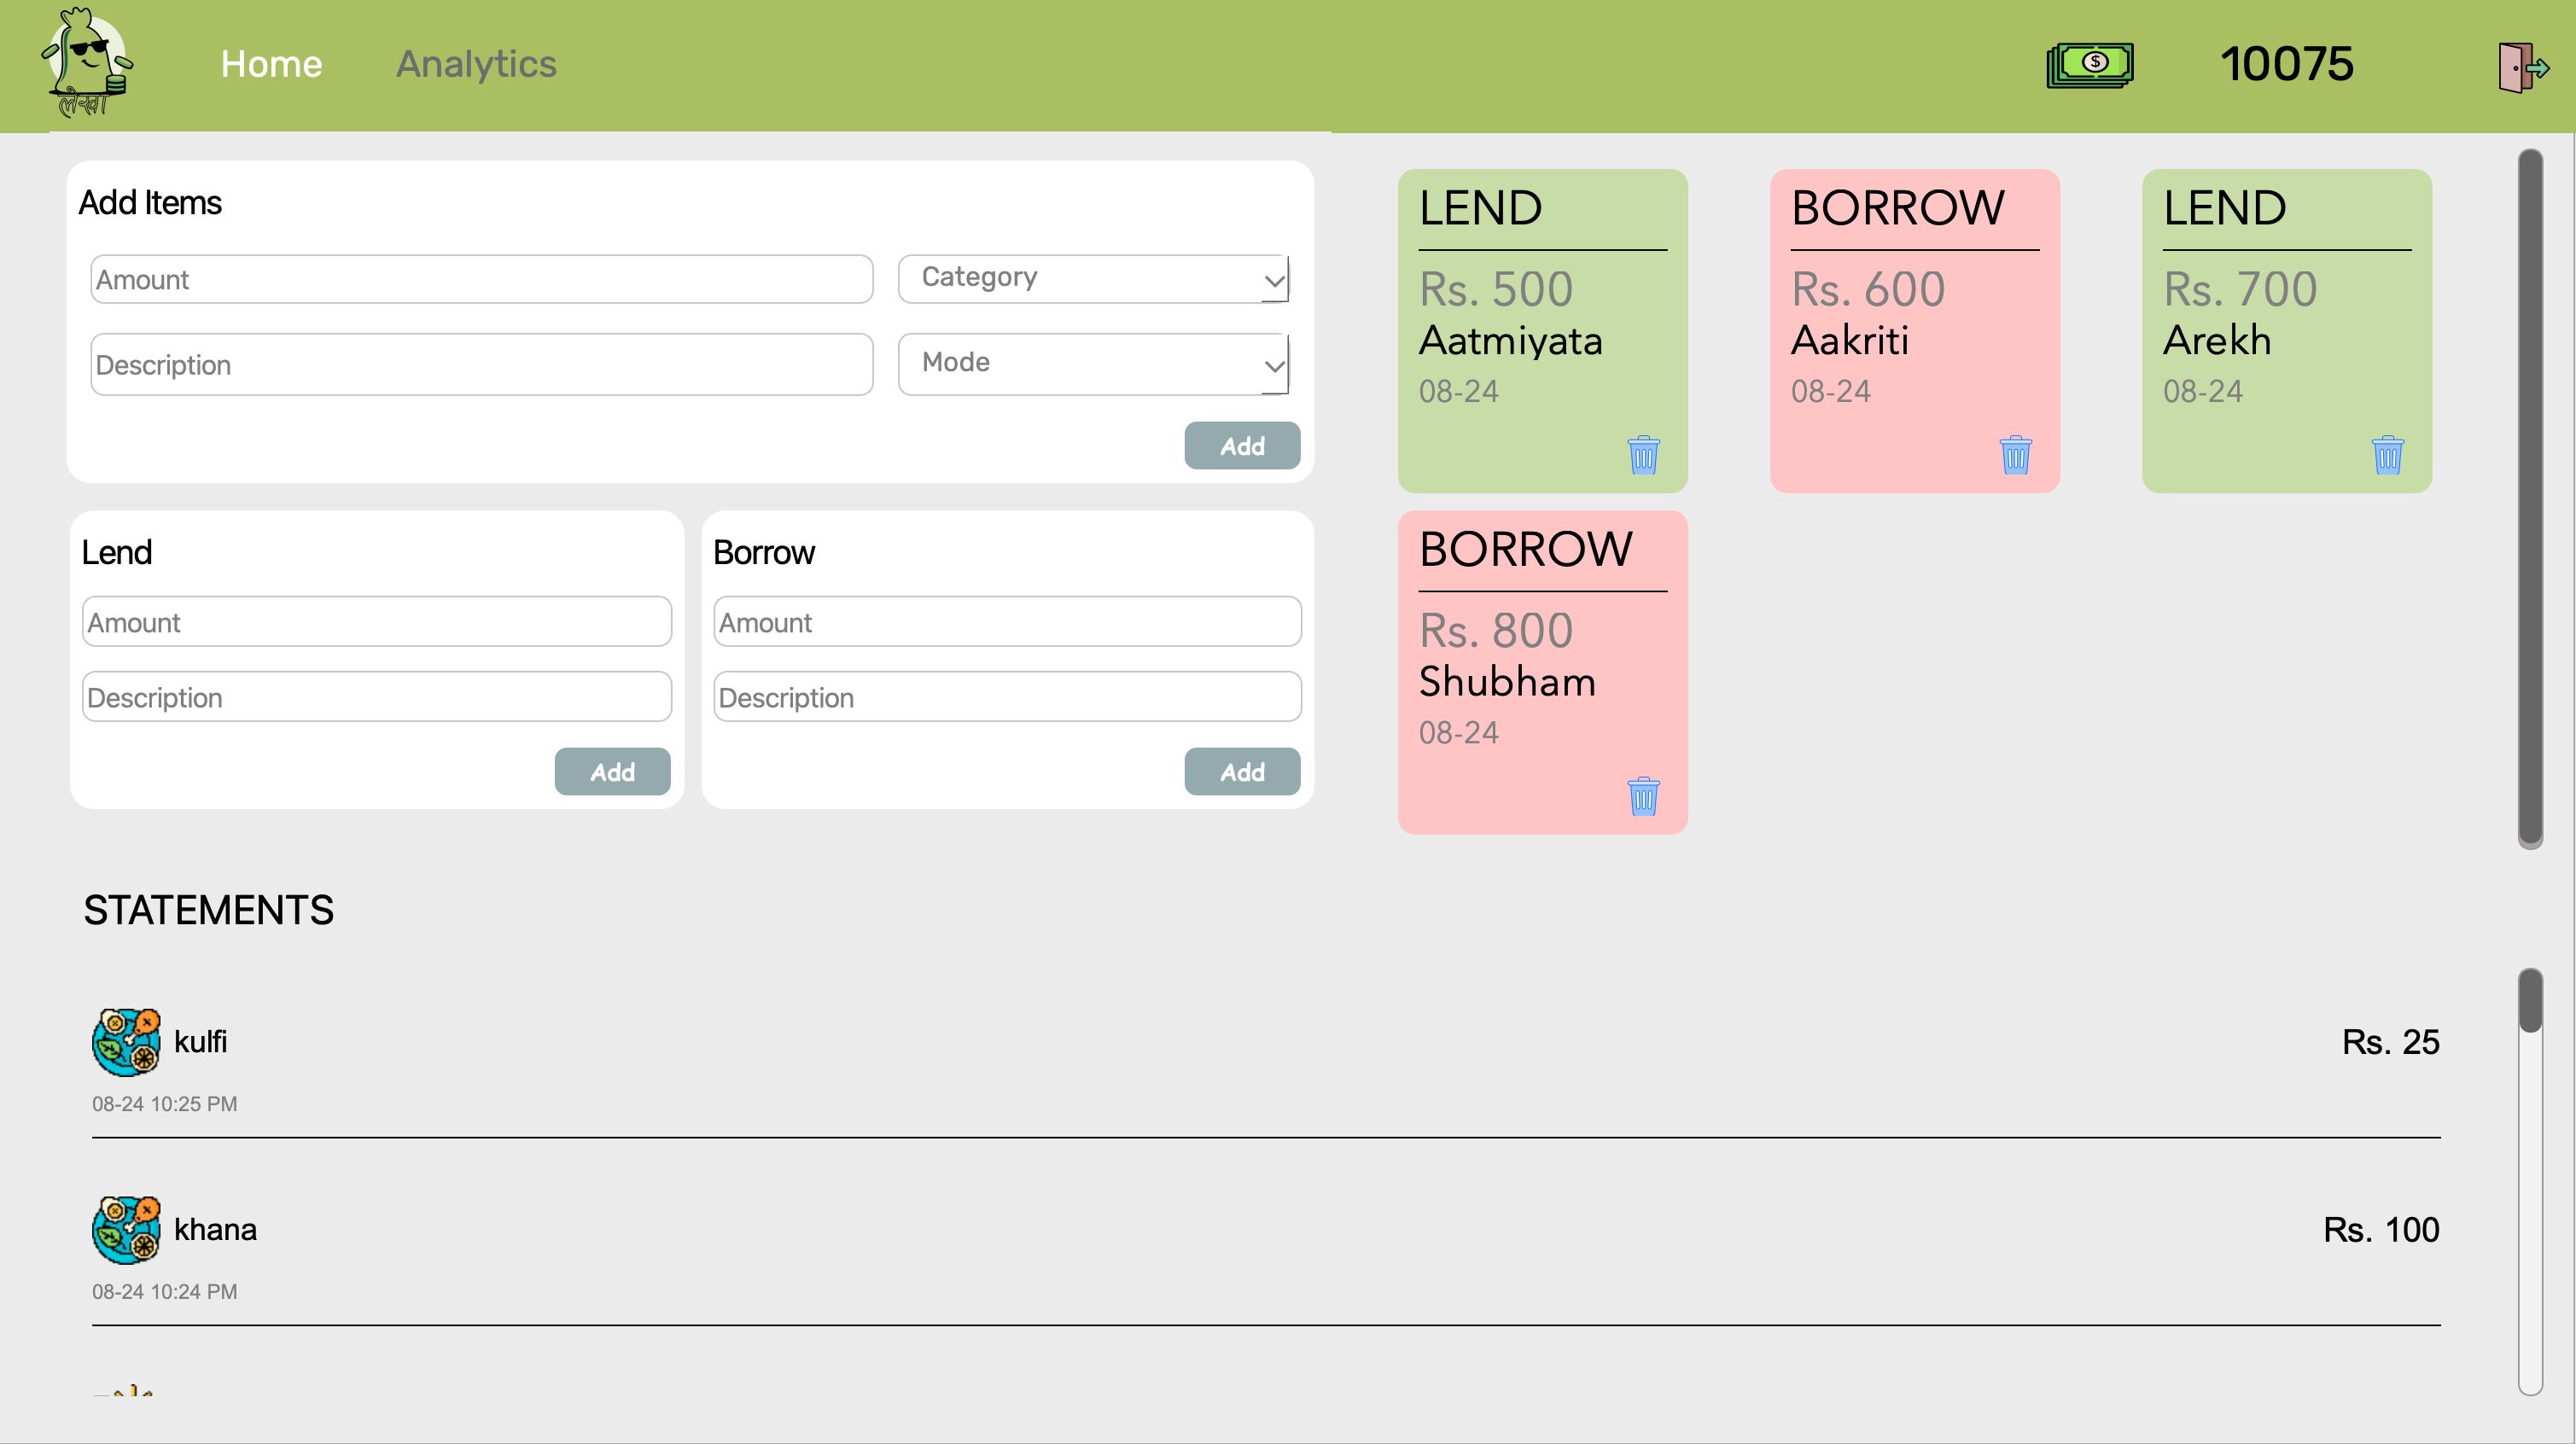 लेखा
Home
Analytics
$
10075
Add Items
Amount
Category
Description
Mode
Add
Lend
Amount
Description
Add
Borrow
Amount
Description
Add
LEND
Rs. 500
Aatmiyata
08-24
BORROW
Rs. 600
Aakriti
08-24
LEND
Rs. 700
Arekh
08-24
BORROW
Rs. 800
Shubham
08-24
STATEMENTS
kulfi
Rs. 25
08-24 10:25 PM
khana
Rs. 100
08-24 10:24 PM